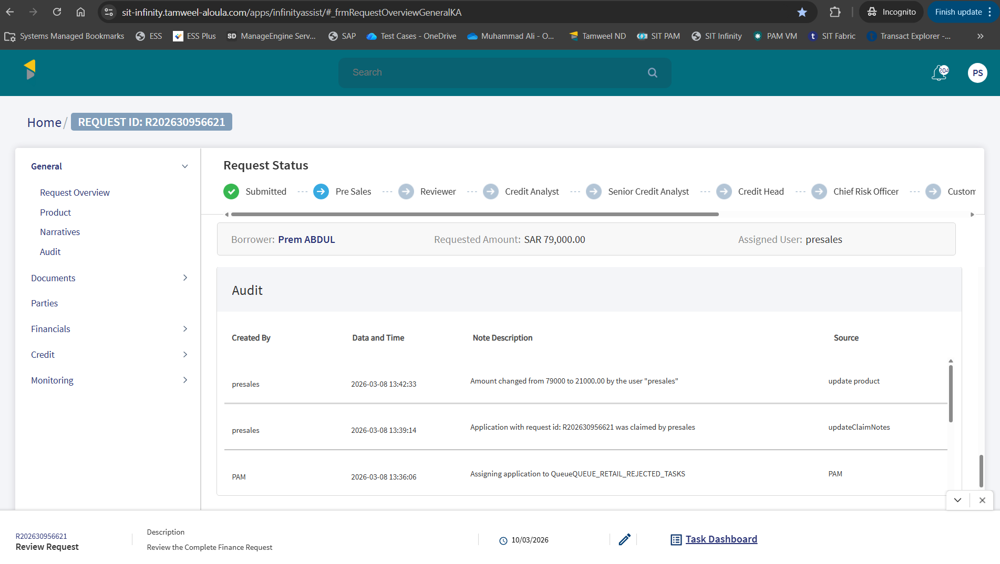 sit-infinity.tamweel-aloula.com/apps/infinityassist/#_frmRequestOverviewGeneralKA
Incognito
Finish update
Systems Managed Bookmarks
ESS
ESS Plus
SD ManageEngine Serv...
SAP
Test Cases - OneDrive
Muhammad Ali - O...
Tamweel ND
SIT PAM
SIT Infinity
PAM VM
t SIT Fabric
Transact Explorer -...
Search
204
PS
Home / REQUEST ID: R202630956621
General
Request Overview
Product
Narratives
Audit
Documents
Parties
Financials
Credit
Monitoring
Request Status
Submitted --- Pre Sales --- Reviewer --- Credit Analyst --- Senior Credit Analyst --- Credit Head --- Chief Risk Officer --- Custom
Borrower: Prem ABDUL
Requested Amount: SAR 79,000.00
Assigned User: presales
Audit
Created By Data and Time Note Description Source
presales 2026-03-08 13:42:33 Amount changed from 79000 to 21000.00 by the user "presales" update product
presales 2026-03-08 13:39:14 Application with request id: R202630956621 was claimed by presales updateClaimNotes
PAM 2026-03-08 13:36:06 Assigning application to QueueQUEUE_RETAIL_REJECTED_TASKS PAM
R202630956621
Review Request
Description
Review the Complete Finance Request
10/03/2026
Task Dashboard